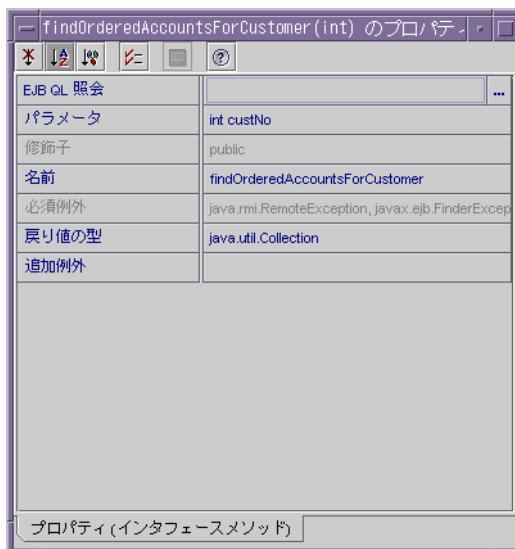 findOrderedAccountsForCustomer(int) のプロパティ
EJB QL 照会 ...
パラメータ int custNo
修飾子 public
名前 findOrderedAccountsForCustomer
必須例外 java.rmi.RemoteException, javax.ejb.FinderExcep
戻り値の型 java.util.Collection
追加例外
プロパティ(インタフェースメソッド)